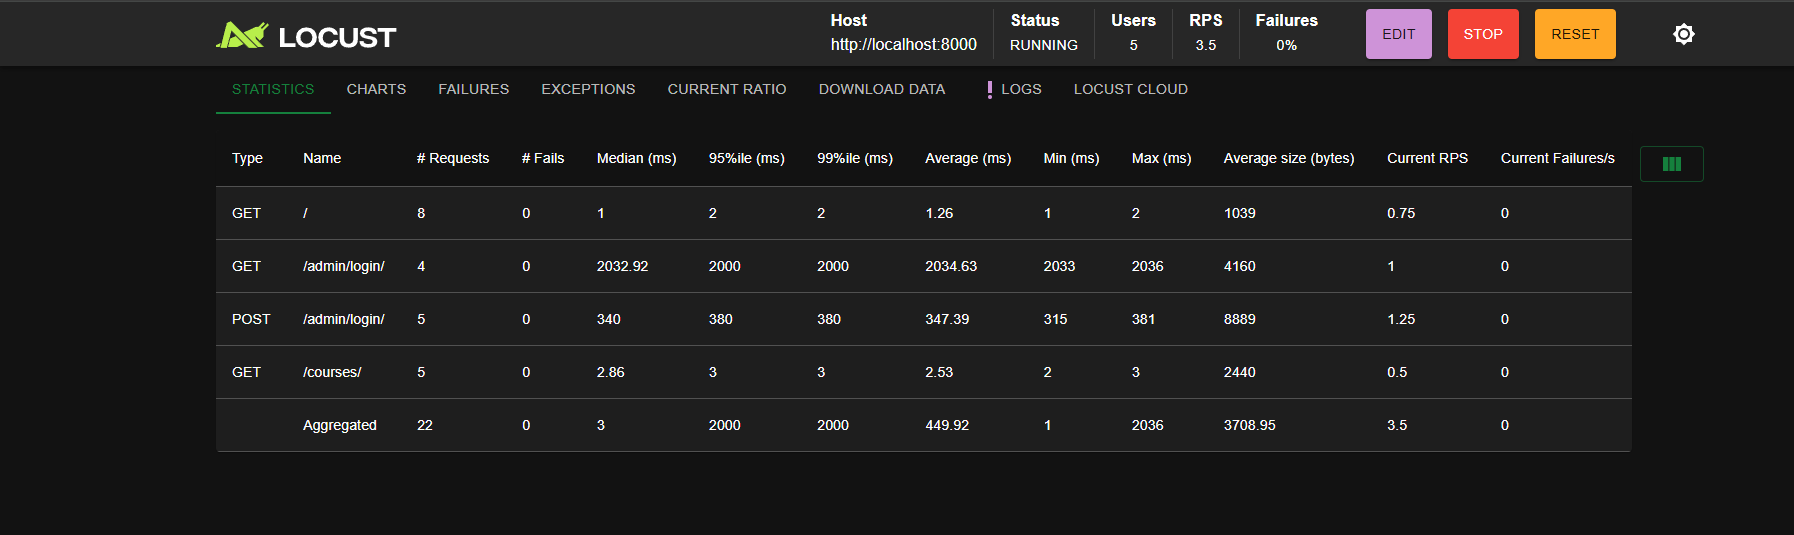 LOCUST
Host Status Users RPS Failures
http://localhost:8000 RUNNING 5 3.5 0%
EDIT STOP RESET
STATISTICS CHARTS FAILURES EXCEPTIONS CURRENT RATIO DOWNLOAD DATA ! LOGS LOCUST CLOUD
Type Name # Requests # Fails Median (ms) 95%ile (ms) 99%ile (ms) Average (ms) Min (ms) Max (ms) Average size (bytes) Current RPS Current Failures/s
GET / 8 0 1 2 2 1.26 1 2 1039 0.75 0
GET /admin/login/ 4 0 2032.92 2000 2000 2034.63 2033 2036 4160 1 0
POST /admin/login/ 5 0 340 380 380 347.39 315 381 8889 1.25 0
GET /courses/ 5 0 2.86 3 3 2.53 2 3 2440 0.5 0
Aggregated 22 0 3 2000 2000 449.92 1 2036 3708.95 3.5 0